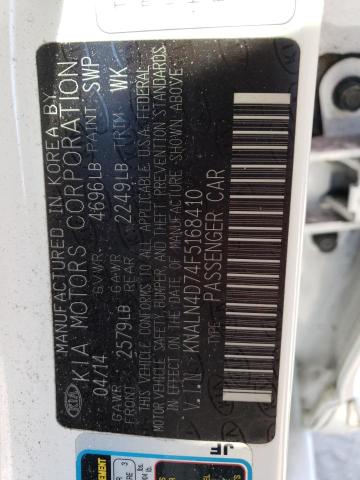 MANUFACTURED IN KOREA BY
KIA KIA MOTORS CORPORATION
04/14 GVWR 4696LB PAINT SWP
GAWR FRONT 2579LB GAWR REAR 2249LB TRIM WK
THIS VEHICLE CONFORMS TO ALL APPLICABLE U.S.A. FEDERAL
MOTOR VEHICLE SAFETY, BUMPER, AND THEFT PREVENTION STANDARDS
IN EFFECT ON THE DATE OF MANUFACTURE SHOWN ABOVE.
V.I.N.: KNALN4D74F5168410
TYPE: PASSENGER CAR
JF